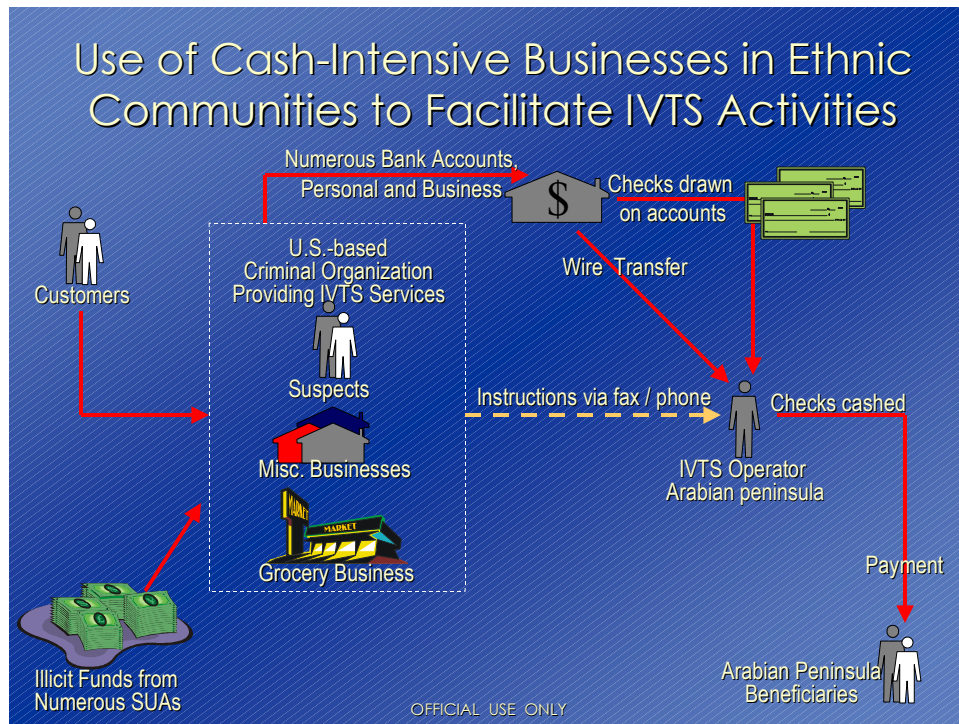 Use of Cash-Intensive Businesses in Ethnic
Communities to Facilitate IVTS Activities
Numerous Bank Accounts,
Personal and Business
$
Checks drawn
on accounts
Customers
U.S.-based
Criminal Organization
Providing IVTS Services
Wire Transfer
Suspects
Instructions via fax / phone
Checks cashed
Misc. Businesses
IVTS Operator
Arabian peninsula
MARKET
MARKET
Grocery Business
Payment
Illicit Funds from
Numerous SUAs
Arabian Peninsula
Beneficiaries
OFFICIAL USE ONLY